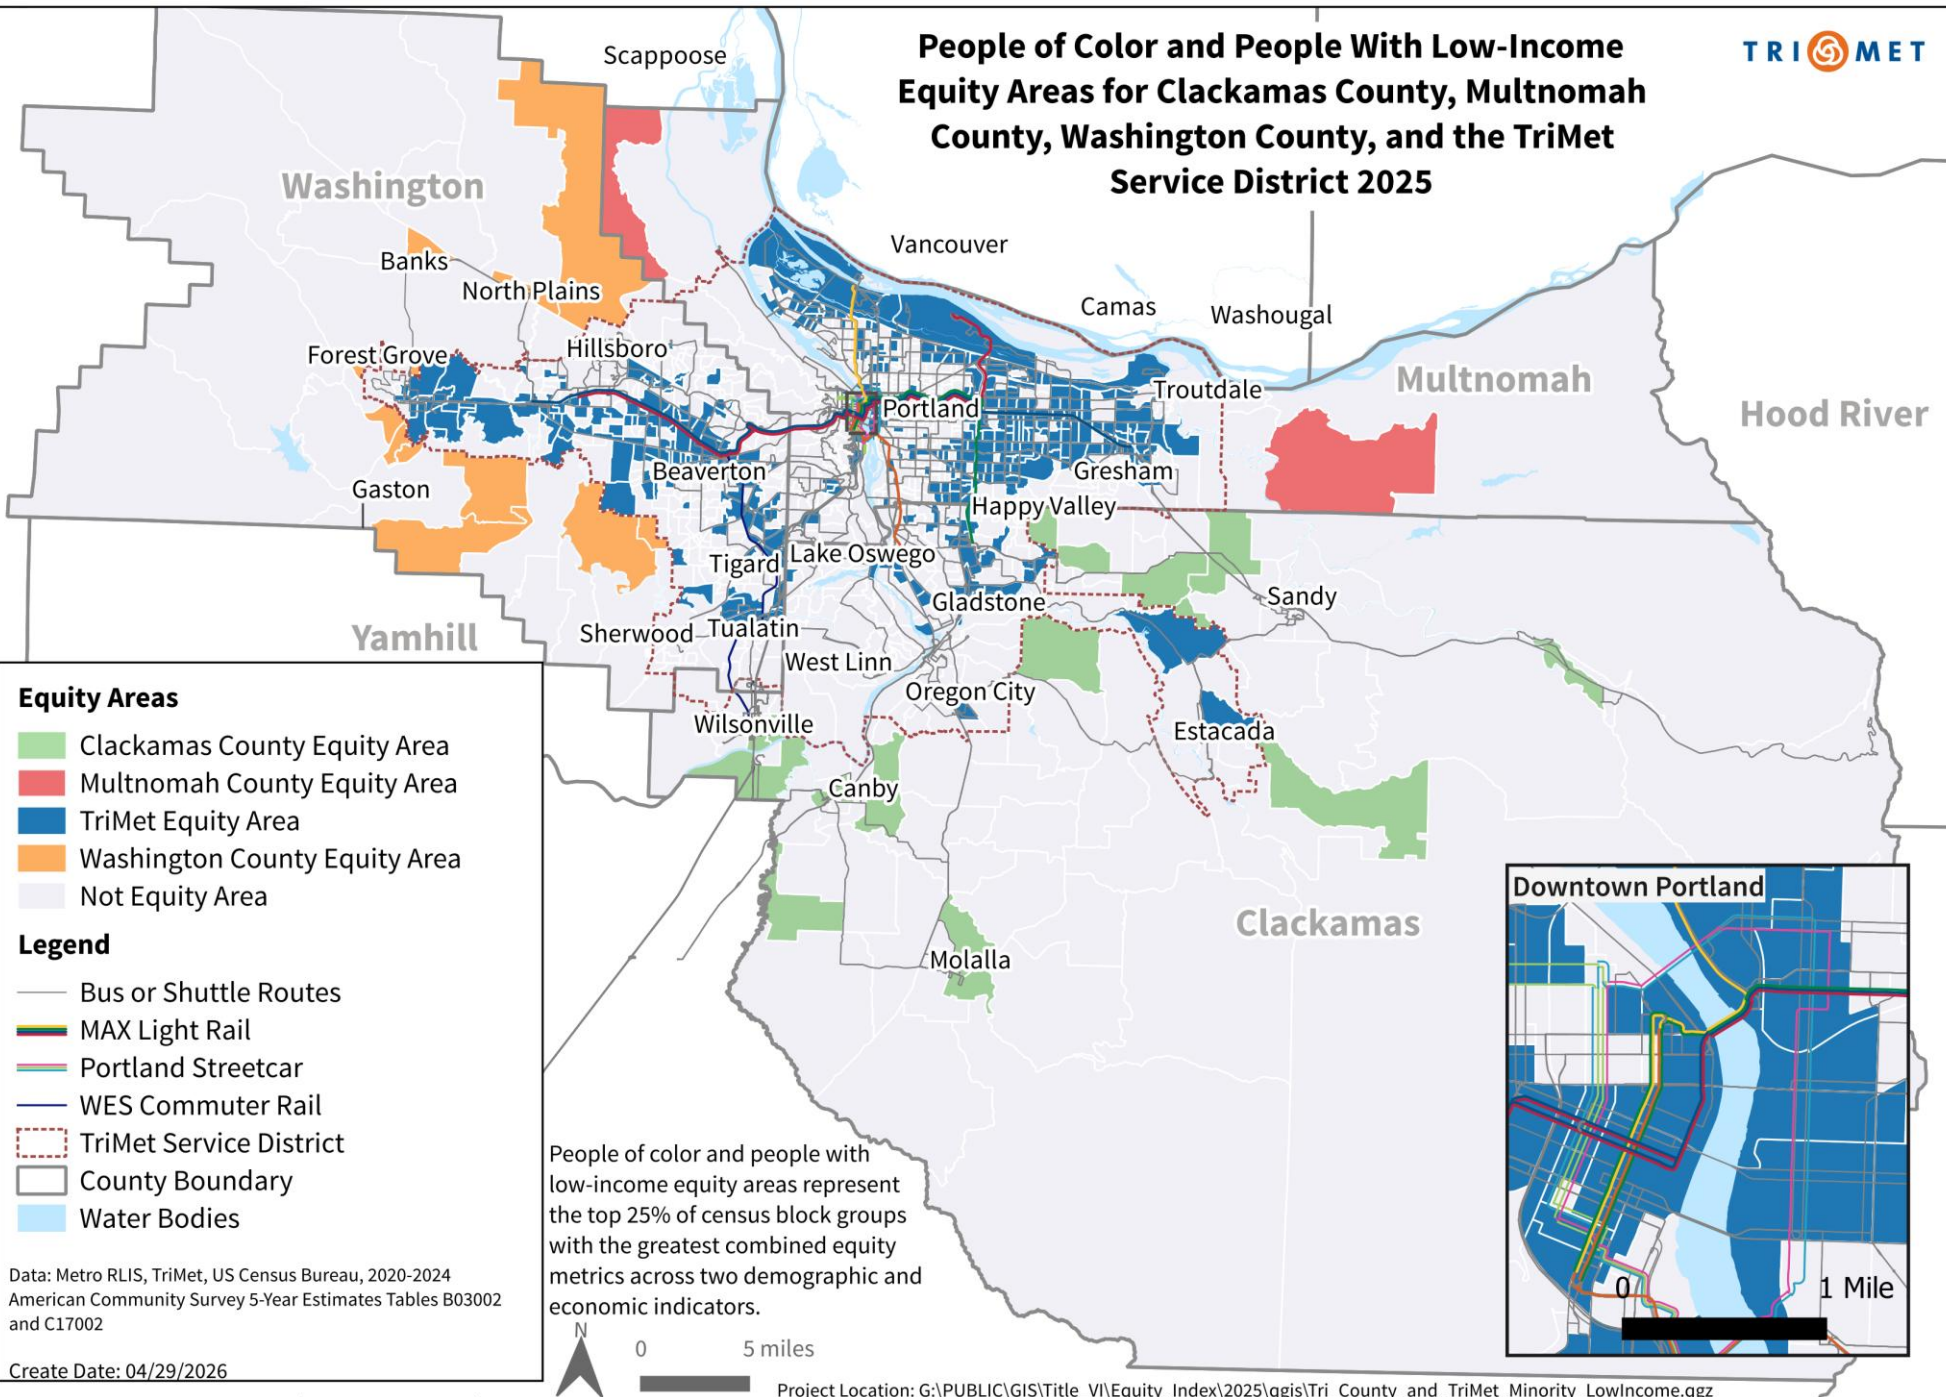 People of Color and People With Low-Income
Equity Areas for Clackamas County, Multnomah
County, Washington County, and the TriMet
Service District 2025
TRIMET
Scappoose
Washington
Vancouver
Banks
North Plains
Camas
Washougal
Forest Grove
Hillsboro
Troutdale
Multnomah
Portland
Hood River
Beaverton
Gresham
Gaston
Happy Valley
Tigard
Lake Oswego
Gladstone
Sandy
Yamhill
Sherwood
Tualatin
West Linn
Oregon City
Wilsonville
Estacada
Canby
Clackamas
Molalla
Equity Areas
Clackamas County Equity Area
Multnomah County Equity Area
TriMet Equity Area
Washington County Equity Area
Not Equity Area
Legend
Bus or Shuttle Routes
MAX Light Rail
Portland Streetcar
WES Commuter Rail
TriMet Service District
County Boundary
Water Bodies
Data: Metro RLIS, TriMet, US Census Bureau, 2020-2024
American Community Survey 5-Year Estimates Tables B03002
and C17002
Create Date: 04/29/2026
People of color and people with
low-income equity areas represent
the top 25% of census block groups
with the greatest combined equity
metrics across two demographic and
economic indicators.
N
0 5 miles
Downtown Portland
0 1 Mile
Project Location: G:\PUBLIC\GIS\Title_VI\Equity_Index\2025\qgis\Tri_County_and_TriMet_Minority_LowIncome.qgz